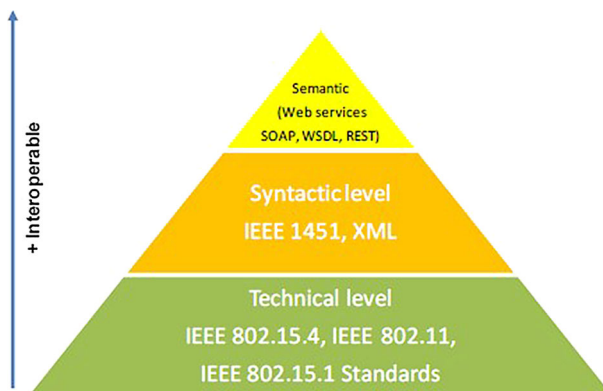 + Interoperable
Semantic
(Web services
SOAP, WSDL, REST)
Syntactic level
IEEE 1451, XML
Technical level
IEEE 802.15.4, IEEE 802.11,
IEEE 802.15.1 Standards